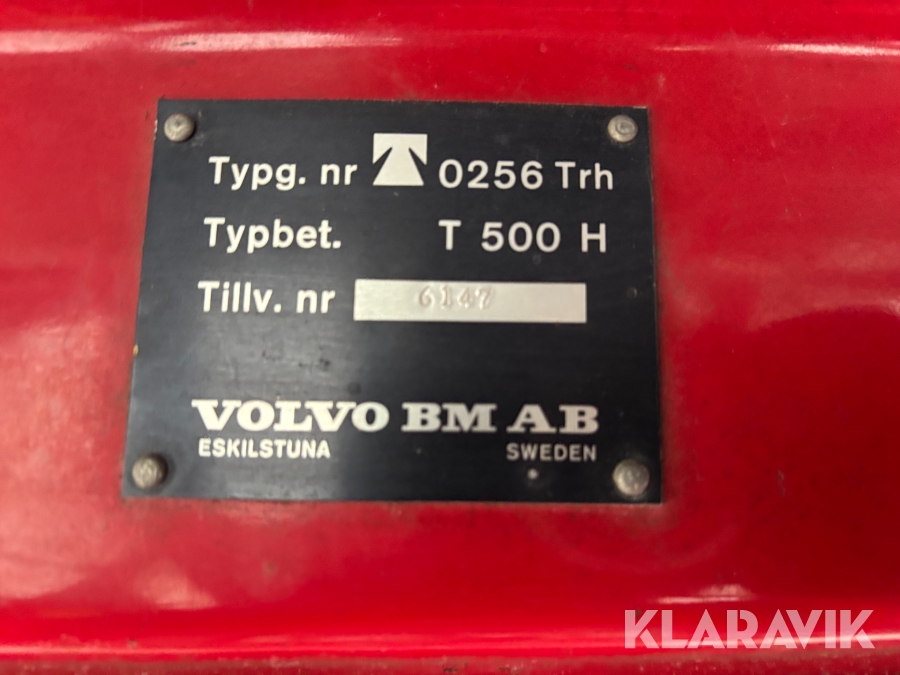 Typg. nr T 0256 Trh
Typbet. T 500 H
Tillv. nr 6147
VOLVO BM AB
ESKILSTUNA SWEDEN
KLARAVIK